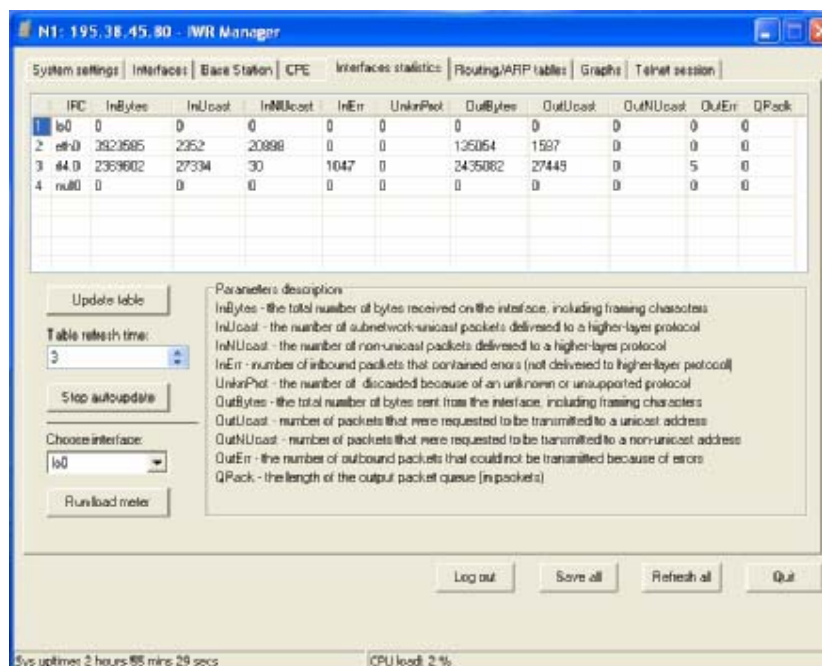 N1: 195.38.45.80 - IWR Manager
System settings Interfaces Base Station CPE Interfaces statistics Routing/ARP tables Graphs Telnet session
IFC InBytes InUcast InNUcast InErr UnknProt OutBytes OutUcast OutNUcast OutErr QPack
1 lo0 0 0 0 0 0 0 0 0 0 0
2 eth0 3923585 2352 20898 0 0 135054 1597 0 0 0
3 rf4.0 2369602 27334 30 1047 0 2435082 27449 0 5 0
4 null0 0 0 0 0 0 0 0 0 0 0
Update table
Table refresh time:
3
Stop autoupdate
Choose interface:
lo0
Run load meter
Parameters description
InBytes - the total number of bytes received on the interface, including framing characters
InUcast - the number of subnetwork-unicast packets delivered to a higher-layer protocol
InNUcast - the number of non-unicast packets delivered to a higher-layer protocol
InErr - number of inbound packets that contained errors (not delivered to higher-layer protocol)
UnknProt - the number of discarded because of an unknown or unsupported protocol
OutBytes - the total number of bytes sent from the interface, including framing characters
OutUcast - number of packets that were requested to be transmitted to a unicast address
OutNUcast - number of packets that were requested to be transmitted to a non-unicast address
OutErr - the number of outbound packets that could not be transmitted because of errors
QPack - the length of the output packet queue (in packets)
Log out Save all Refresh all Quit
Sys uptime: 2 hours 55 mins 29 secs CPU load: 2 %